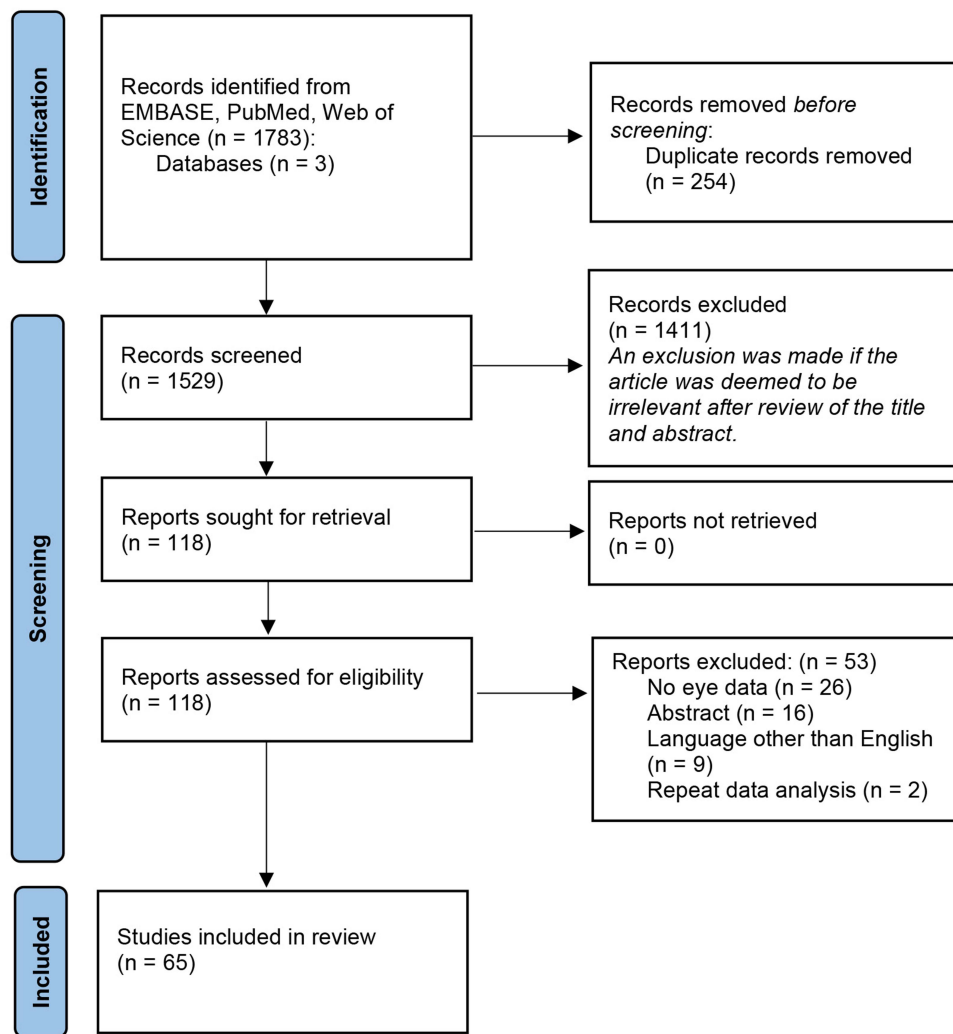 Identification
Records identified from
EMBASE, PubMed, Web of
Science (n = 1783):
Databases (n = 3)
Records removed before
screening:
Duplicate records removed
(n = 254)
Screening
Records screened
(n = 1529)
Records excluded
(n = 1411)
An exclusion was made if the
article was deemed to be
irrelevant after review of the title
and abstract.
Reports sought for retrieval
(n = 118)
Reports not retrieved
(n = 0)
Reports assessed for eligibility
(n = 118)
Reports excluded: (n = 53)
No eye data (n = 26)
Abstract (n = 16)
Language other than English
(n = 9)
Repeat data analysis (n = 2)
Included
Studies included in review
(n = 65)